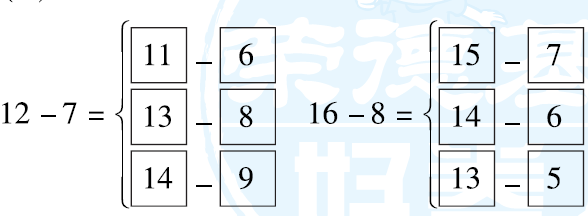 11 – 6 15 – 7
12 – 7 = { 13 – 8 16 – 8 = { 14 – 6
14 – 9 13 – 5